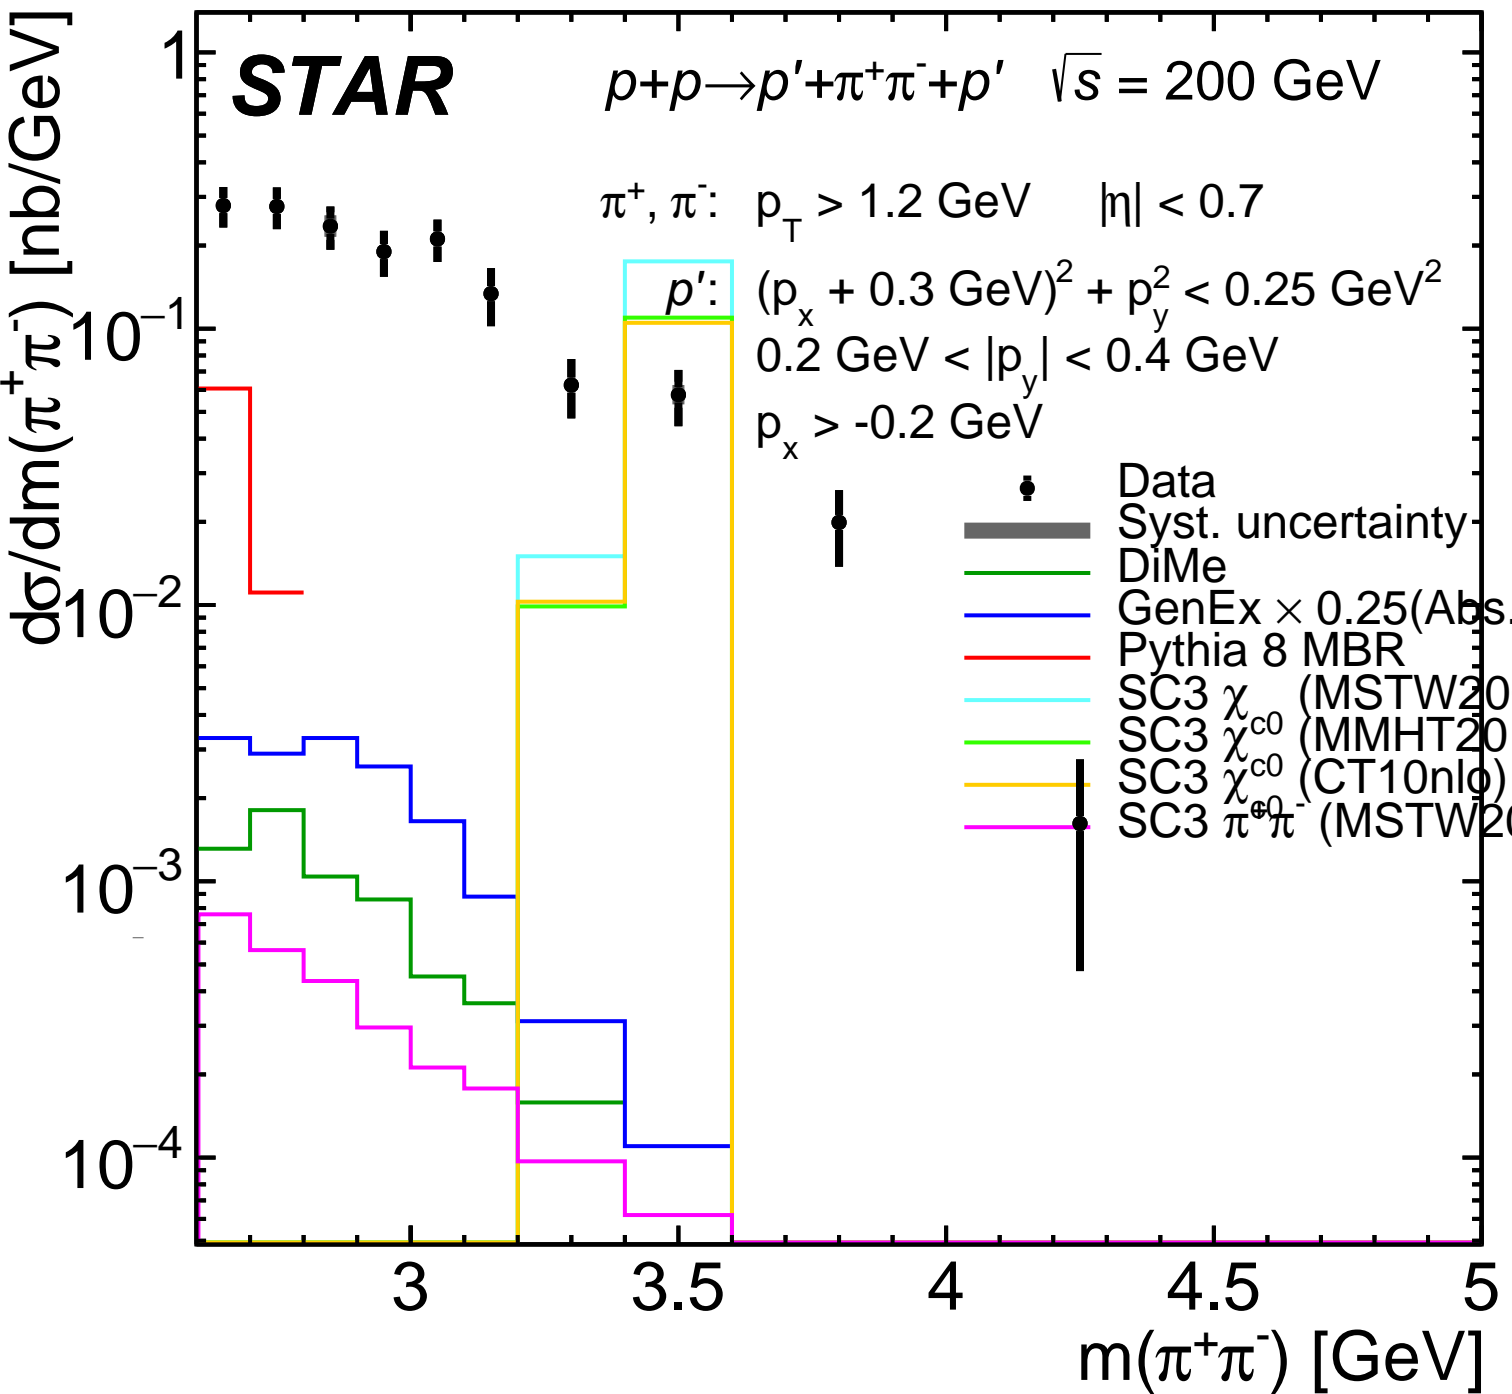 STAR p+p→p′+π⁺π⁻+p′ √s = 200 GeV
π⁺, π⁻: p_T > 1.2 GeV |η| < 0.7
p′: (p_x + 0.3 GeV)² + p_y² < 0.25 GeV²
0.2 GeV < |p_y| < 0.4 GeV
p_x > -0.2 GeV
Data
Syst. uncertainty
DiMe
GenEx × 0.25(Abs.
Pythia 8 MBR
SC3 χ_c0 (MSTW20
SC3 χ_c0 (MMHT20
SC3 χ_c0 (CT10nlo)
SC3 π⁺π⁻ (MSTW20
dσ/dm(π⁺π⁻) [nb/GeV]
1
10⁻¹
10⁻²
10⁻³
10⁻⁴
3 3.5 4 4.5 5
m(π⁺π⁻) [GeV]